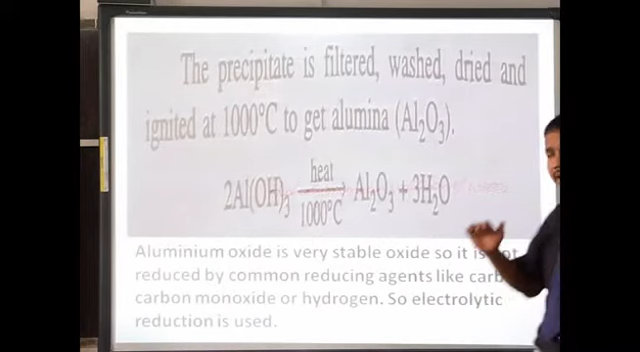 The precipitate is filtered, washed, dried and
ignited at 1000°C to get alumina (Al₂O₃).
2Al(OH)₃ heat/1000°C → Al₂O₃ + 3H₂O
Aluminium oxide is very stable oxide so it is
reduced by common reducing agents like
carbon monoxide or hydrogen. So electrolytic
reduction is used.